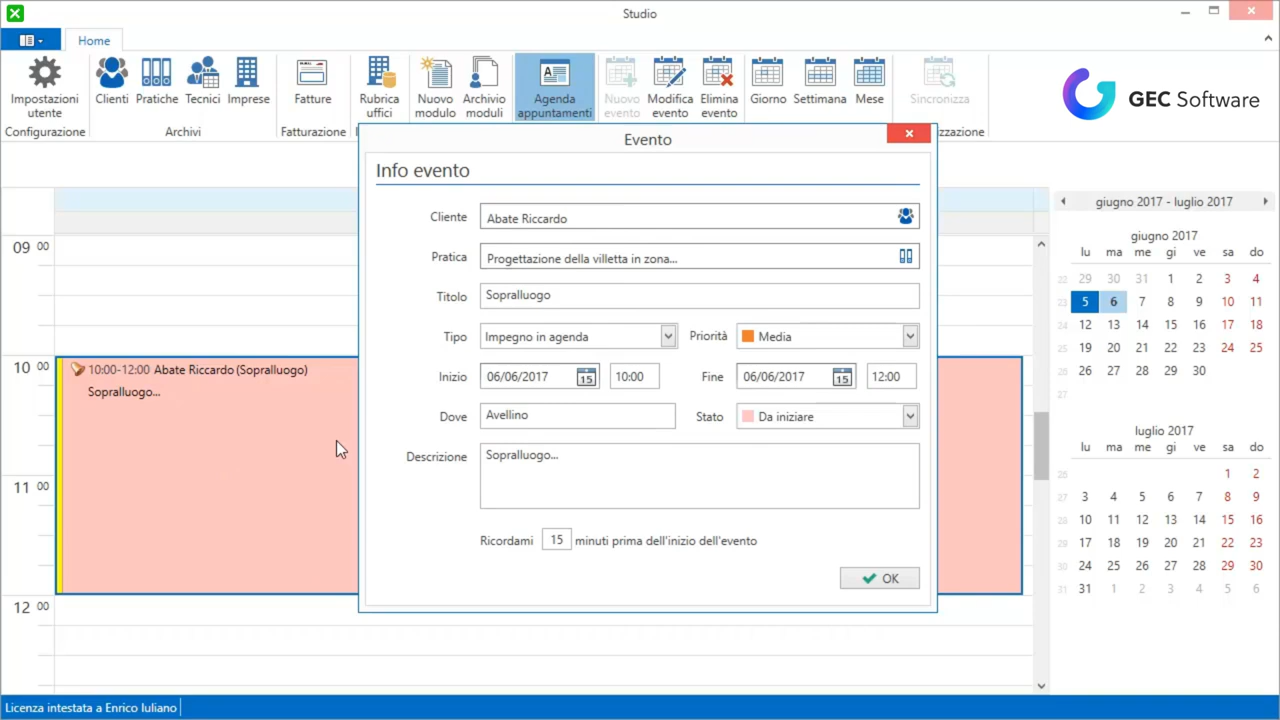 Studio
Home
Impostazioni utente
Clienti
Pratiche
Tecnici
Imprese
Fatture
Rubrica uffici
Nuovo modulo
Archivio moduli
Agenda appuntamenti
Nuovo evento
Modifica evento
Elimina evento
Giorno
Settimana
Mese
Sincronizza
Configurazione
Archivi
Fatturazione
zzazione
GEC Software
Evento
Info evento
Cliente Abate Riccardo
Pratica Progettazione della villetta in zona...
Titolo Sopralluogo
Tipo Impegno in agenda Priorità Media
Inizio 06/06/2017 15 10:00 Fine 06/06/2017 15 12:00
Dove Avellino Stato Da iniziare
Descrizione Sopralluogo...
Ricordami 15 minuti prima dell'inizio dell'evento
OK
09 00
10 00
10:00-12:00 Abate Riccardo (Sopralluogo)
Sopralluogo...
11 00
12 00
giugno 2017 - luglio 2017
giugno 2017
lu ma me gi ve sa do
22 29 30 31 1 2 3 4
23 5 6 7 8 9 10 11
24 12 13 14 15 16 17 18
25 19 20 21 22 23 24 25
26 26 27 28 29 30
27
luglio 2017
lu ma me gi ve sa do
26 1 2
27 3 4 5 6 7 8 9
28 10 11 12 13 14 15 16
29 17 18 19 20 21 22 23
30 24 25 26 27 28 29 30
31 31 1 2 3 4 5 6
Licenza intestata a Enrico Iuliano